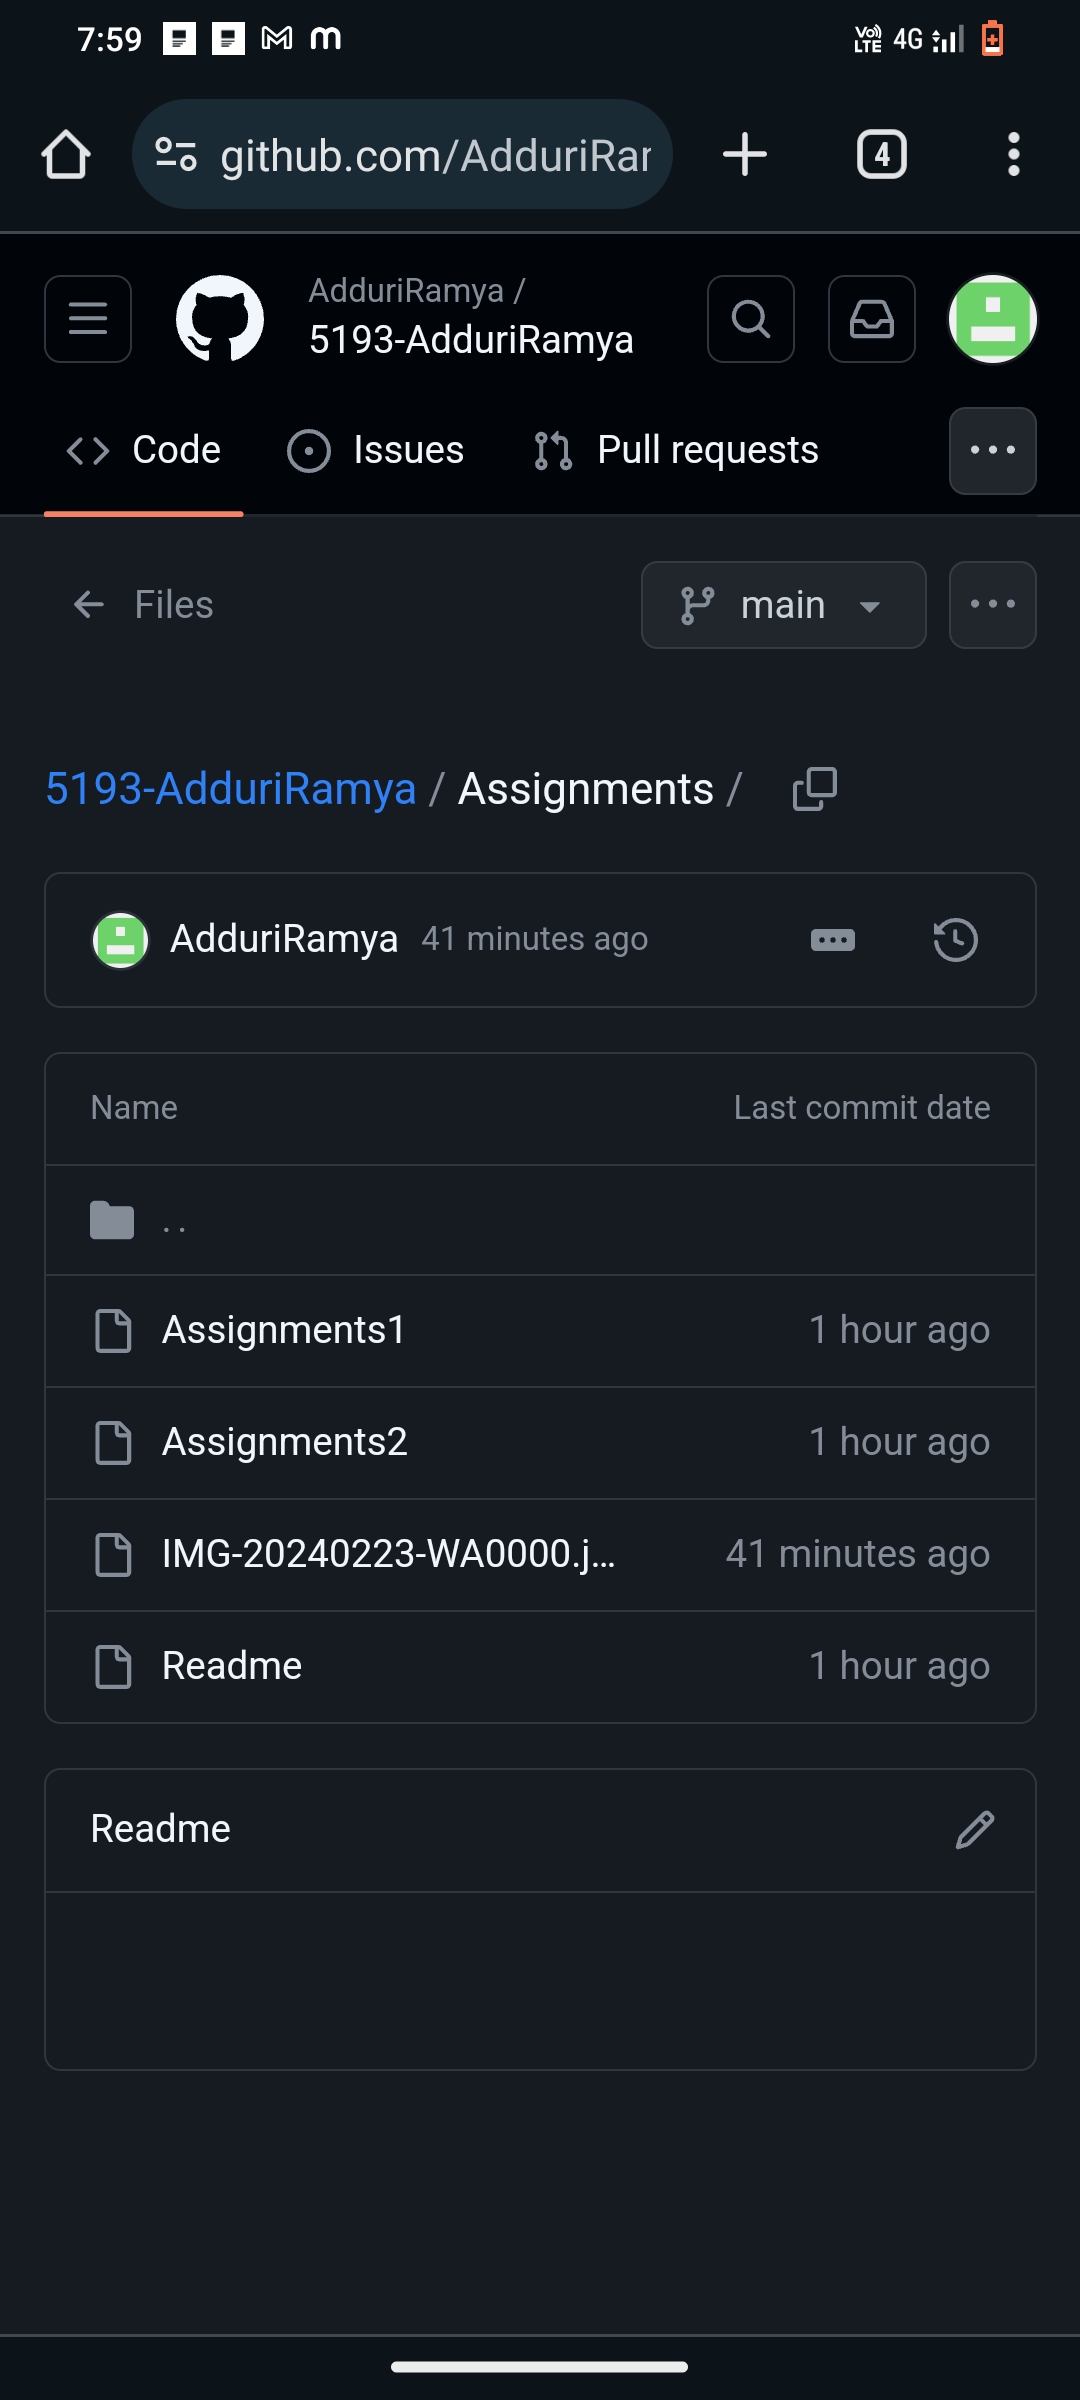 7:59
Vo)) LTE 4G
github.com/AdduriRar
4
AdduriRamya /
5193-AdduriRamya
Code Issues Pull requests
Files main
5193-AdduriRamya / Assignments /
AdduriRamya 41 minutes ago
Name Last commit date
..
Assignments1 1 hour ago
Assignments2 1 hour ago
IMG-20240223-WA0000.j... 41 minutes ago
Readme 1 hour ago
Readme